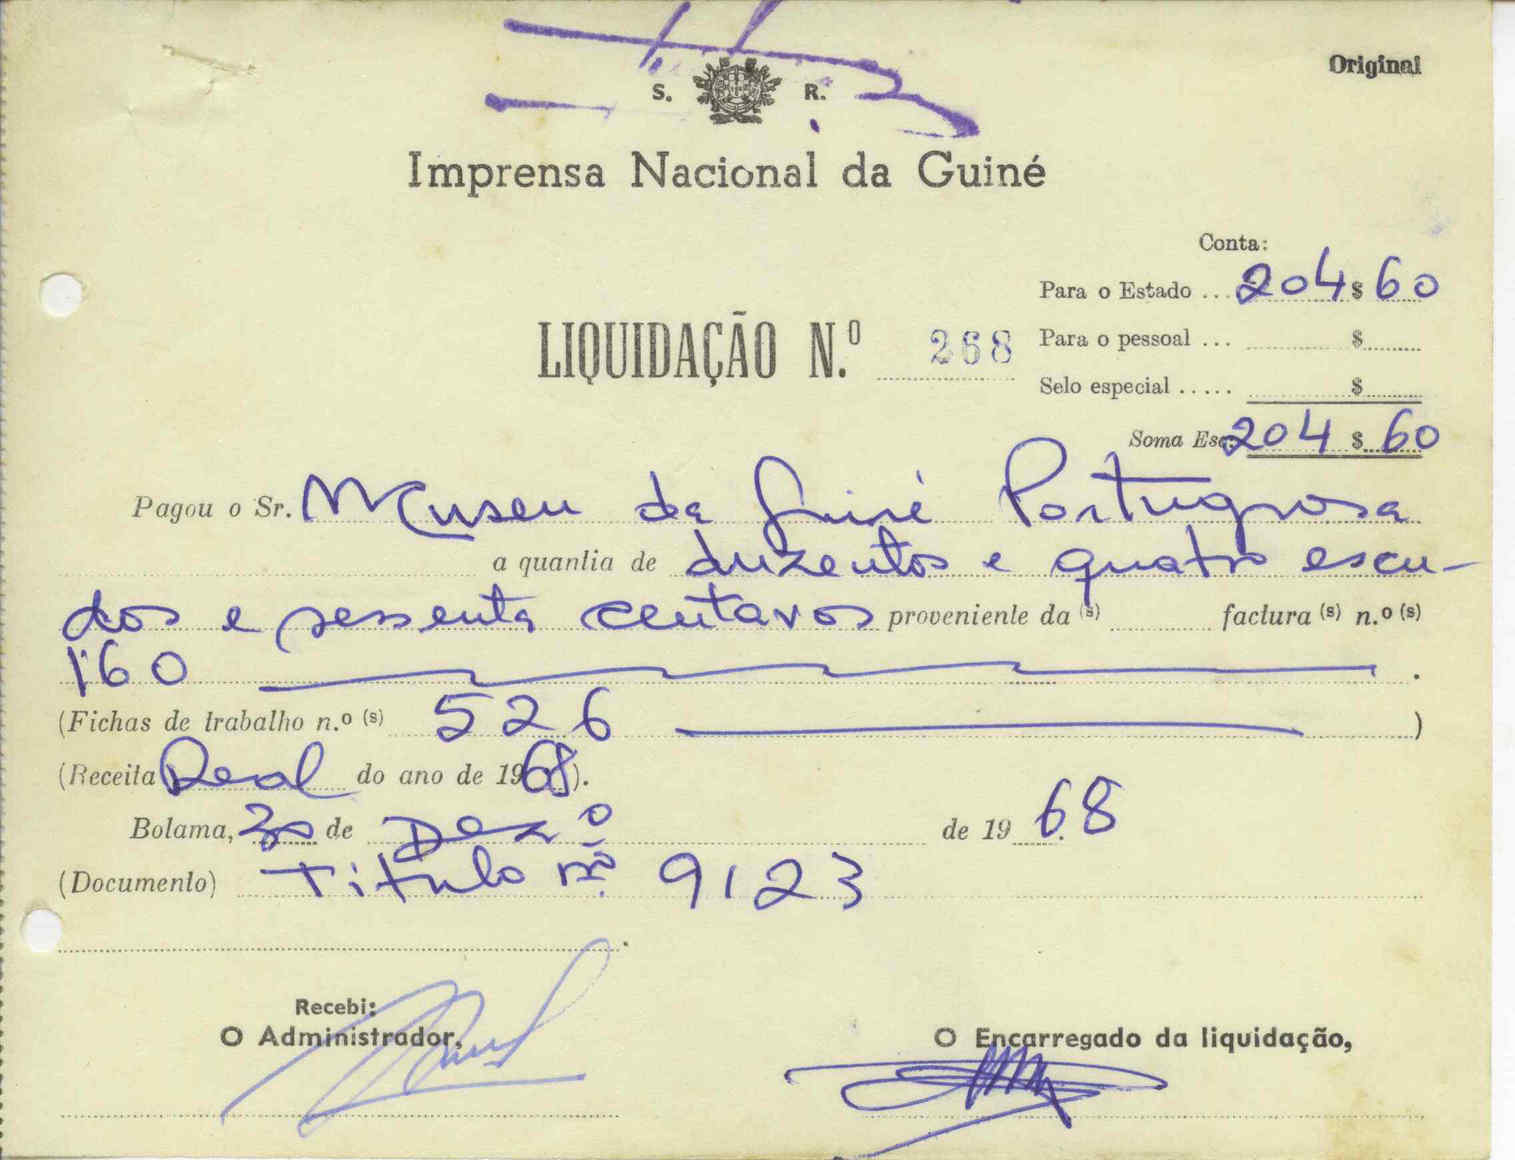 Original
S. R.
Imprensa Nacional da Guiné
Conta:
Para o Estado ... 204$60
LIQUIDAÇÃO N.º 268
Para o pessoal ... $
Selo especial ..... $
Soma Esc. 204$60
Pagou o Sr. Museu da Guiné Portuguesa
a quantia de duzentos e quatro escu-
dos e sessenta centavos proveniente da (s) factura (s) n.º (s)
160
(Fichas de trabalho n.º (s) 526 )
(Receita Real do ano de 1968).
Bolama, 30 de Dezº de 1968
(Documento) Titulo nº 9123
Recebi:
O Administrador,
O Encarregado da liquidação,